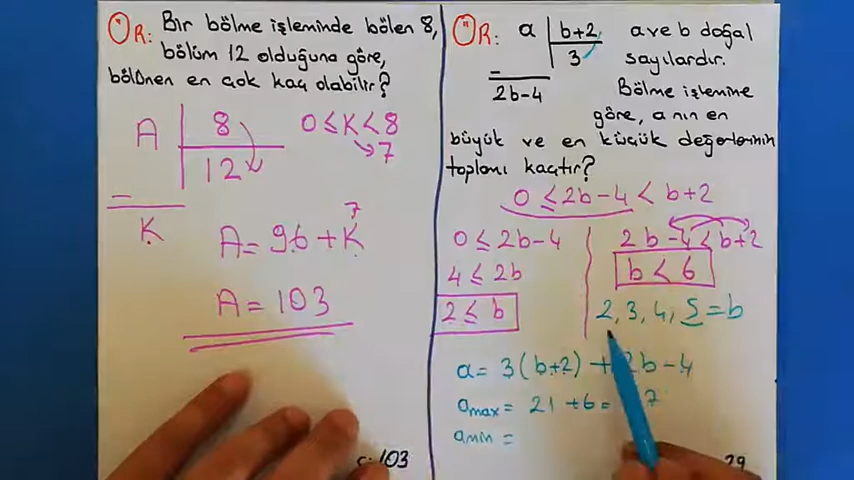 ÖR: Bir bölme işleminde bölen 8,
bölüm 12 olduğuna göre,
bölünen en çok kaç olabilir?
A 8
12
K
0 ≤ K < 8
7
7
A = 96 + K
A = 103
C: 103
ÖR: a b+2 a ve b doğal
3 sayılardır.
2b-4 Bölme işlemine
göre, a nın en
büyük ve en küçük değerlerinin
toplamı kaçtır?
0 ≤ 2b-4 < b+2
0 ≤ 2b-4
4 ≤ 2b
2 ≤ b
2b-4 < b+2
b < 6
2, 3, 4, 5 = b
a = 3(b+2) + 2b-4
amax = 21 + 6 = 7
amin =
39